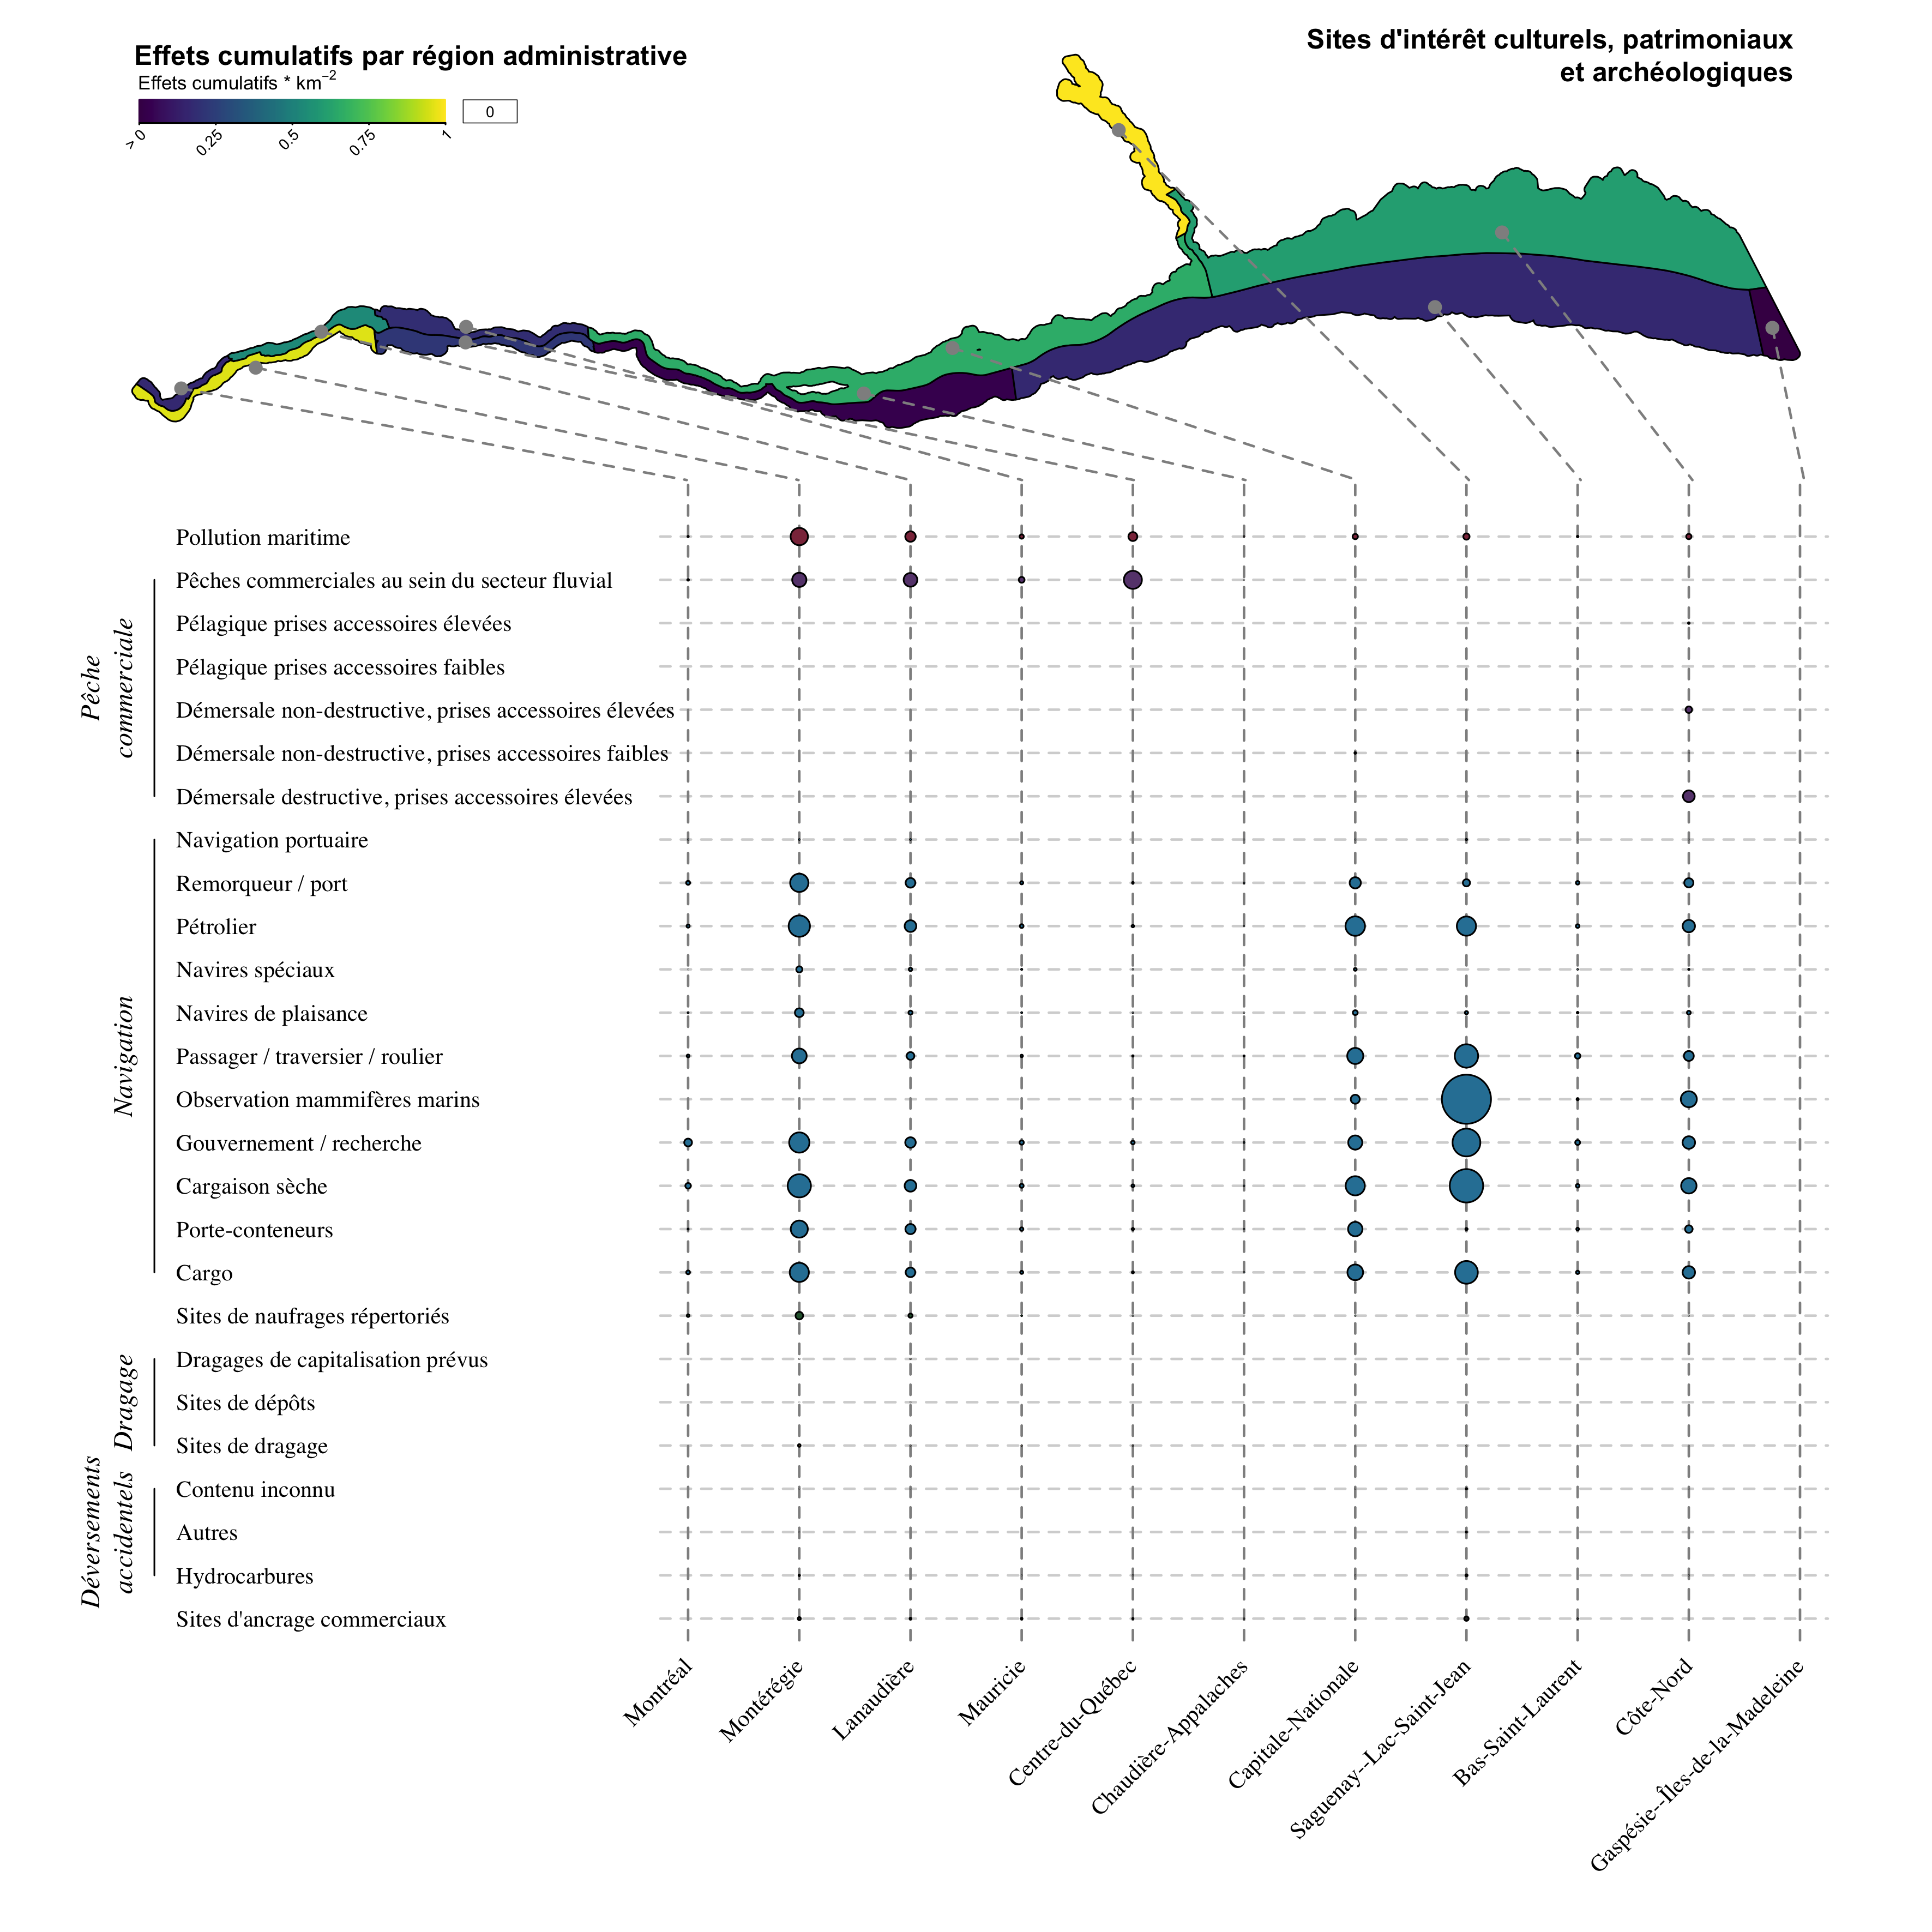 Effets cumulatifs par région administrative
Effets cumulatifs * km−2
> 0
0.25
0.5
0.75
1
0
Sites d'intérêt culturels, patrimoniaux
et archéologiques
Pollution maritime
Pêche
commerciale
Pêches commerciales au sein du secteur fluvial
Pélagique prises accessoires élevées
Pélagique prises accessoires faibles
Démersale non-destructive, prises accessoires élevées
Démersale non-destructive, prises accessoires faibles
Démersale destructive, prises accessoires élevées
Navigation
Navigation portuaire
Remorqueur / port
Pétrolier
Navires spéciaux
Navires de plaisance
Passager / traversier / roulier
Observation mammifères marins
Gouvernement / recherche
Cargaison sèche
Porte-conteneurs
Cargo
Sites de naufrages répertoriés
Dragage
Dragages de capitalisation prévus
Sites de dépôts
Sites de dragage
Déversements
accidentels
Contenu inconnu
Autres
Hydrocarbures
Sites d'ancrage commerciaux
Montréal
Montérégie
Lanaudière
Mauricie
Centre-du-Québec
Chaudière-Appalaches
Capitale-Nationale
Saguenay--Lac-Saint-Jean
Bas-Saint-Laurent
Côte-Nord
Gaspésie--Îles-de-la-Madeleine